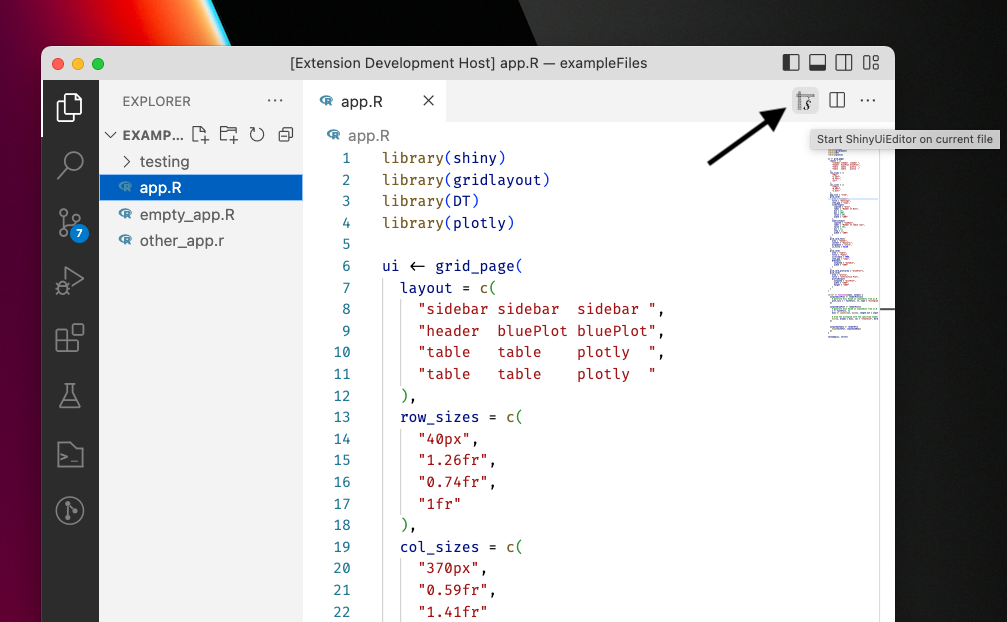 [Extension Development Host] app.R — exampleFiles
EXPLORER ···
EXAMP...
testing
app.R
empty_app.R
other_app.r
7
app.R
Start ShinyUiEditor on current file
app.R
1 library(shiny)
2 library(gridlayout)
3 library(DT)
4 library(plotly)
5
6 ui <- grid_page(
7 layout = c(
8 "sidebar sidebar  sidebar ",
9 "header  bluePlot bluePlot",
10 "table   table    plotly  ",
11 "table   table    plotly  "
12 ),
13 row_sizes = c(
14 "40px",
15 "1.26fr",
16 "0.74fr",
17 "1fr"
18 ),
19 col_sizes = c(
20 "370px",
21 "0.59fr",
22 "1.41fr"